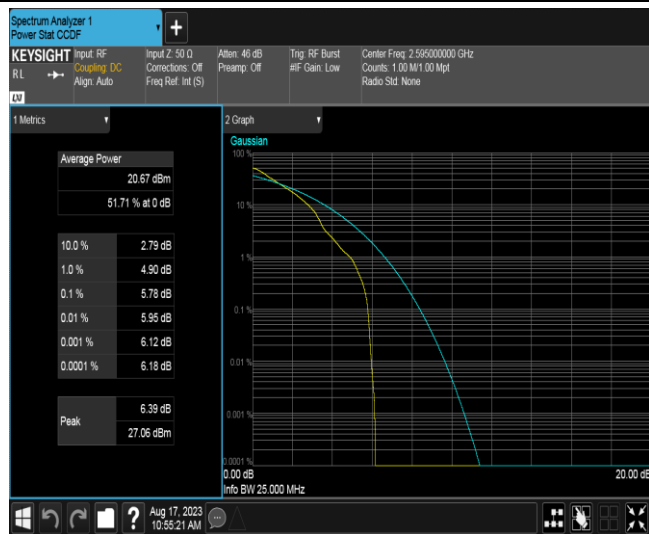 Spectrum Analyzer 1
Power Stat CCDF
+
KEYSIGHT
RL
LXI
Input: RF
Coupling: DC
Align: Auto
Input Z: 50 Ω
Corrections: Off
Freq Ref: Int (S)
Atten: 46 dB
Preamp: Off
Trig: RF Burst
#IF Gain: Low
Center Freq: 2.595000000 GHz
Counts: 1.00 M/1.00 Mpt
Radio Std: None
1 Metrics
Average Power
20.67 dBm
51.71 % at 0 dB
10.0 % 2.79 dB
1.0 % 4.90 dB
0.1 % 5.78 dB
0.01 % 5.95 dB
0.001 % 6.12 dB
0.0001 % 6.18 dB
Peak
6.39 dB
27.06 dBm
2 Graph
Gaussian
100 %
10 %
1 %
0.1 %
0.01 %
0.001 %
0.0001 %
0.00 dB 20.00 dB
Info BW 25.000 MHz
?
Aug 17, 2023
10:55:21 AM